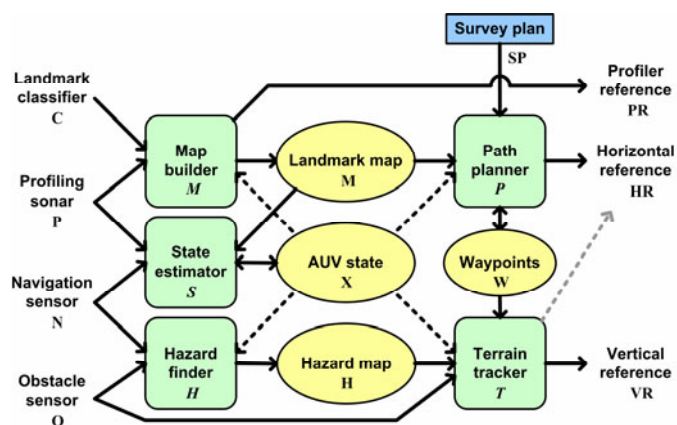 Survey plan
SP
Landmark
classifier
C
Profiler
reference
PR
Map
builder
M
Landmark map
M
Path
planner
P
Horizontal
reference
HR
Profiling
sonar
P
State
estimator
S
AUV state
X
Waypoints
W
Navigation
sensor
N
Hazard
finder
H
Hazard map
H
Terrain
tracker
T
Vertical
reference
VR
Obstacle
sensor
O